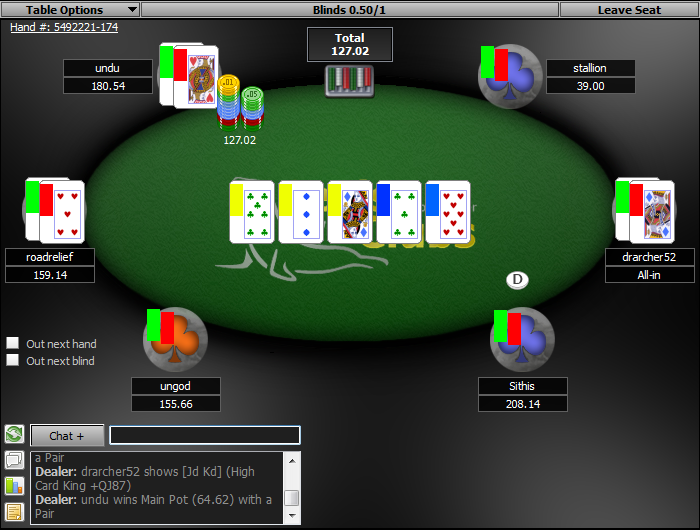 Table Options
Blinds 0.50/1
Leave Seat
Hand #: 5492221-174
Total
127.02
undu
180.54
stallion
39.00
.01
.05
127.02
roadrelief
159.14
drarcher52
All-in
D
Out next hand
Out next blind
ungod
155.66
Sithis
208.14
Chat +
a Pair
Dealer: drarcher52 shows [Jd Kd] (High
Card King +QJ87)
Dealer: undu wins Main Pot (64.62) with a
Pair